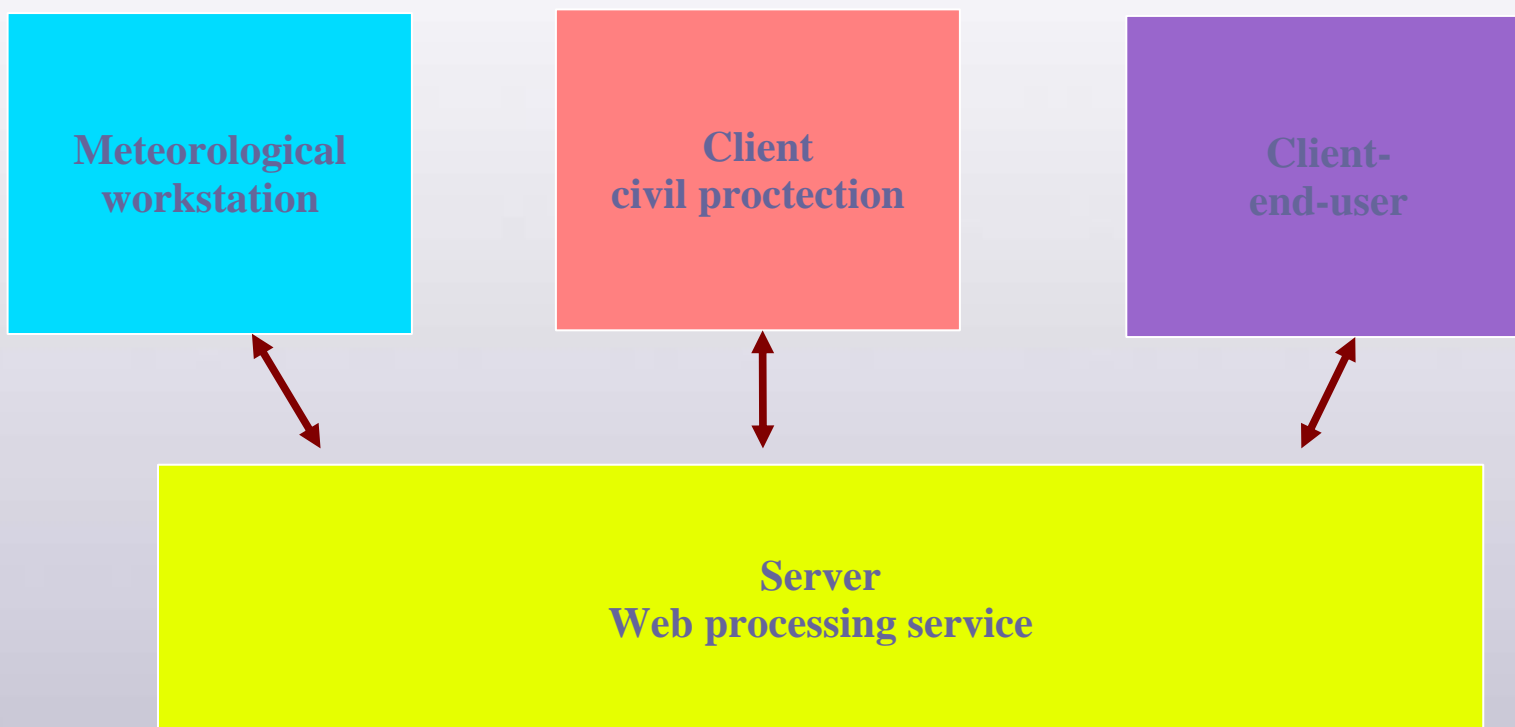 Meteorological
workstation
Client
civil proctection
Client-
end-user
Server
Web processing service